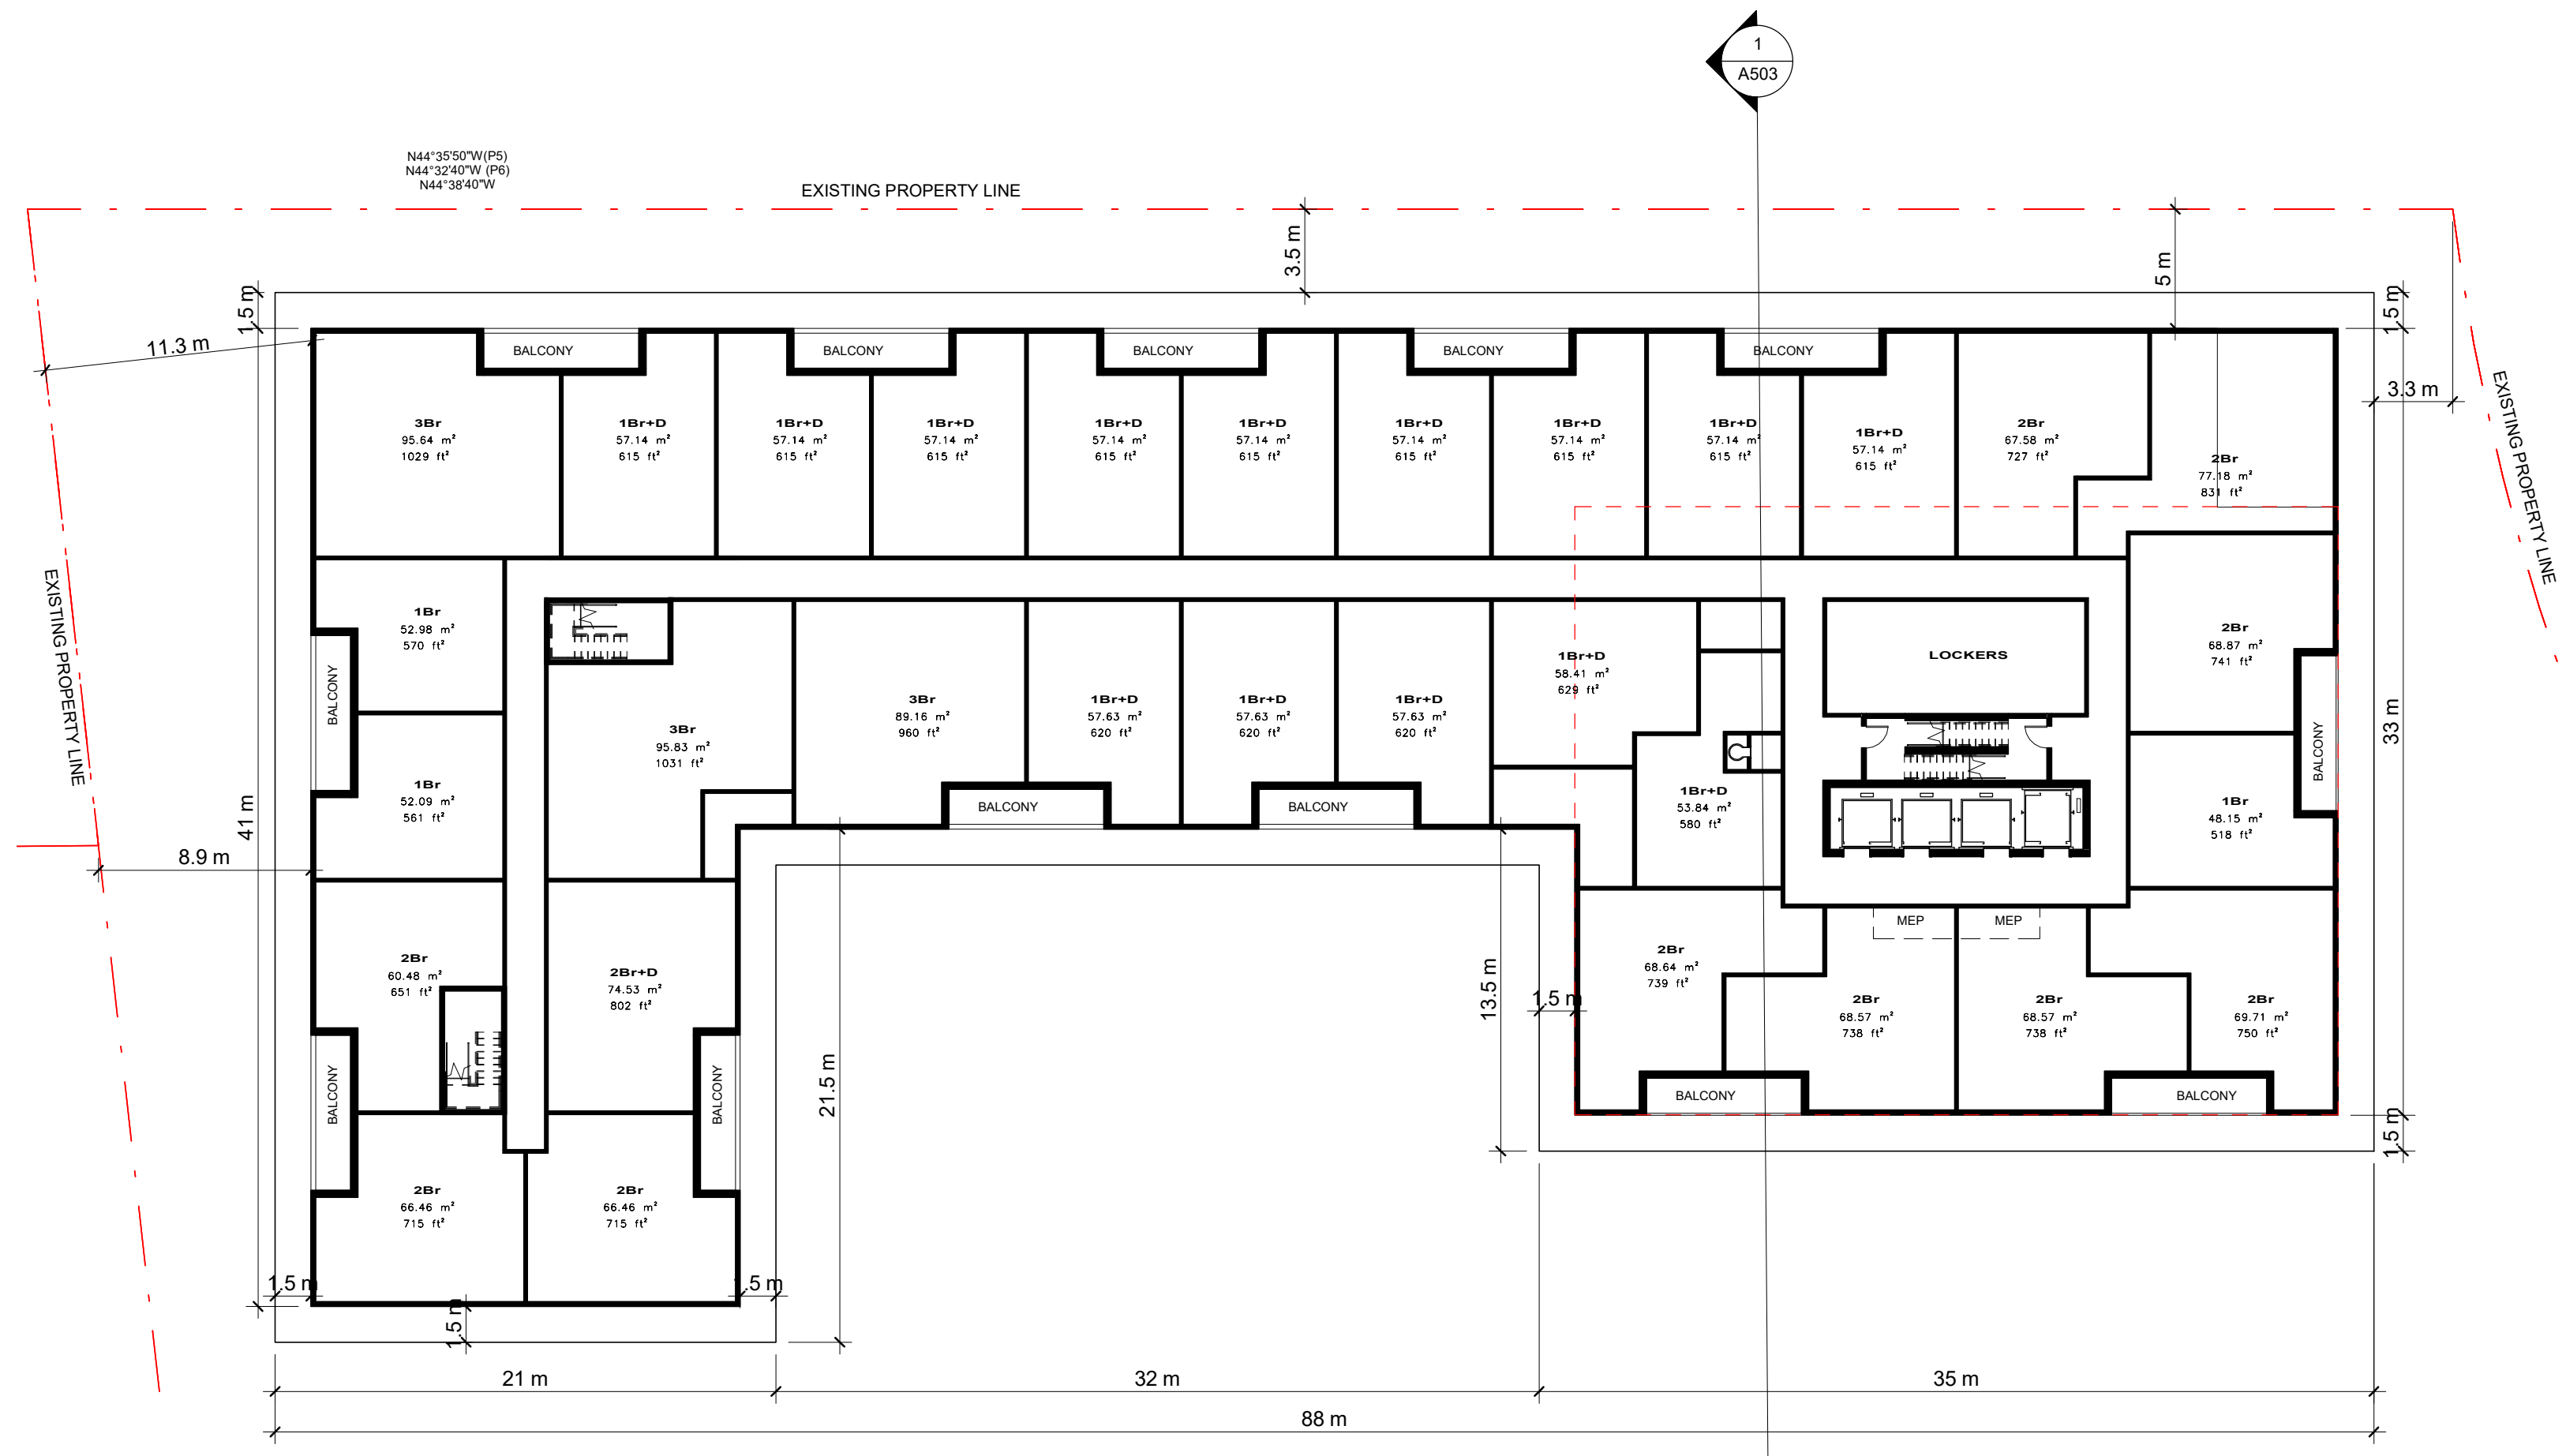 1
A503
N44°35'50"W(P5)
N44°32'40"W (P6)
N44°38'40"W
EXISTING PROPERTY LINE
3.5 m
5 m
1.5 m
1.5 m
11.3 m
3.3 m
EXISTING PROPERTY LINE
EXISTING PROPERTY LINE
BALCONY
BALCONY
BALCONY
BALCONY
BALCONY
3Br
95.64 m²
1029 ft²
1Br+D
57.14 m²
615 ft²
1Br+D
57.14 m²
615 ft²
1Br+D
57.14 m²
615 ft²
1Br+D
57.14 m²
615 ft²
1Br+D
57.14 m²
615 ft²
1Br+D
57.14 m²
615 ft²
1Br+D
57.14 m²
615 ft²
1Br+D
57.14 m²
615 ft²
1Br+D
57.14 m²
615 ft²
2Br
67.58 m²
727 ft²
2Br
77.18 m²
831 ft²
1Br
52.98 m²
570 ft²
BALCONY
1Br
52.09 m²
561 ft²
3Br
95.83 m²
1031 ft²
3Br
89.16 m²
960 ft²
1Br+D
57.63 m²
620 ft²
1Br+D
57.63 m²
620 ft²
1Br+D
57.63 m²
620 ft²
1Br+D
58.41 m²
629 ft²
1Br+D
53.84 m²
580 ft²
LOCKERS
2Br
68.87 m²
741 ft²
BALCONY
1Br
48.15 m²
518 ft²
33 m
41 m
8.9 m
BALCONY
BALCONY
2Br
60.48 m²
651 ft²
2Br+D
74.53 m²
802 ft²
BALCONY
BALCONY
21.5 m
13.5 m
1.5 m
2Br
68.64 m²
739 ft²
MEP
MEP
2Br
68.57 m²
738 ft²
2Br
68.57 m²
738 ft²
2Br
69.71 m²
750 ft²
BALCONY
BALCONY
1.5 m
2Br
66.46 m²
715 ft²
2Br
66.46 m²
715 ft²
1.5 m
1.5 m
1.5 m
21 m
32 m
35 m
88 m